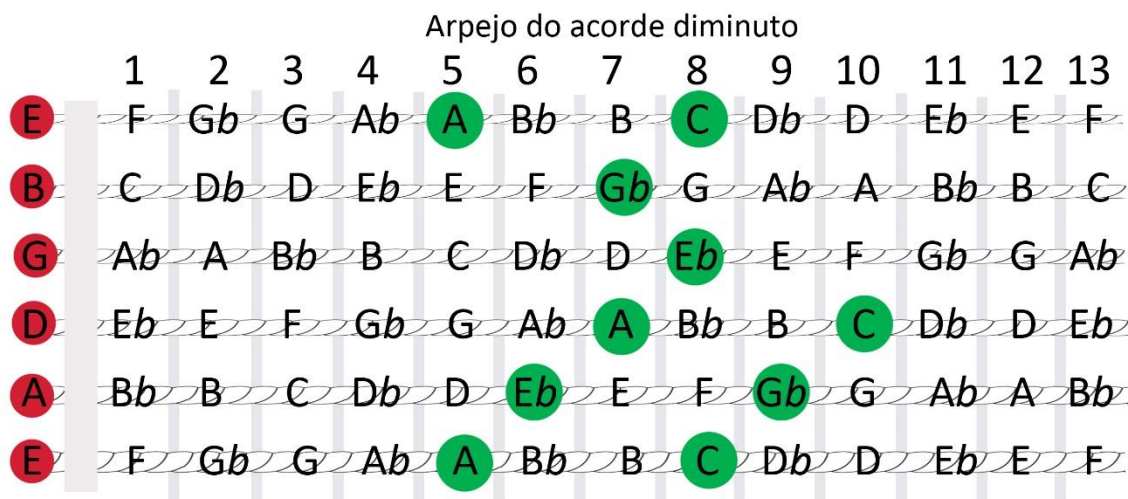 Arpejo do acorde diminuto
1 2 3 4 5 6 7 8 9 10 11 12 13
E F Gb G Ab A Bb B C Db D Eb E F
B C Db D Eb E F Gb G Ab A Bb B C
G Ab A Bb B C Db D Eb E F Gb G Ab
D Eb E F Gb G Ab A Bb B C Db D Eb
A Bb B C Db D Eb E F Gb G Ab A Bb
E F Gb G Ab A Bb B C Db D Eb E F